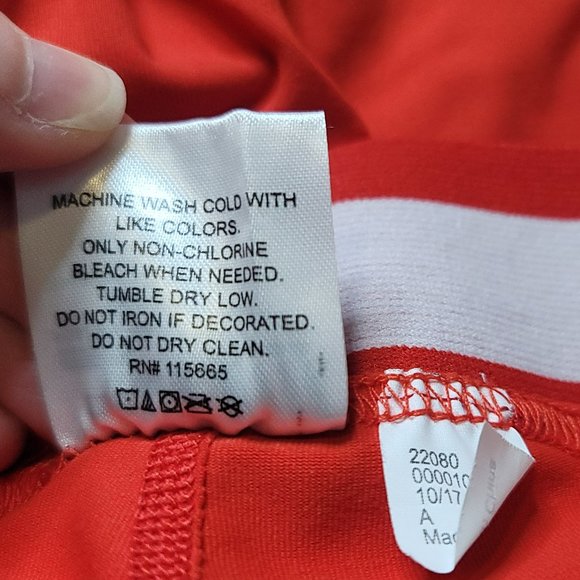 MACHINE WASH COLD WITH
LIKE COLORS.
ONLY NON-CHLORINE
BLEACH WHEN NEEDED.
TUMBLE DRY LOW.
DO NOT IRON IF DECORATED.
DO NOT DRY CLEAN.
RN# 115665
22080
000010
10/17
A